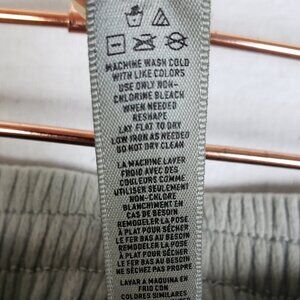 MACHINE WASH COLD
WITH LIKE COLORS
USE ONLY NON-
CHLORINE BLEACH
WHEN NEEDED
RESHAPE
LAY FLAT TO DRY
LOW IRON AS NEEDED
DO NOT DRY CLEAN
LA MACHINE LAVER
FROID AVEC DES
COULEURS COMME
UTILISER SEULEMENT
NON-CHLORE
BLANCHIMENT EN
CAS DE BESOIN
REMODELER LA POSE
À PLAT POUR SÉCHER
LE FER BAS AU BESOIN
REMODELER LA POSE
À PLAT POUR SÉCHER
LE FER BAS AU BESOIN
NE SÉCHEZ PAS PROPRE
LAVAR A MAQUINA EN
FRIO CON
COLORES SIMILARES